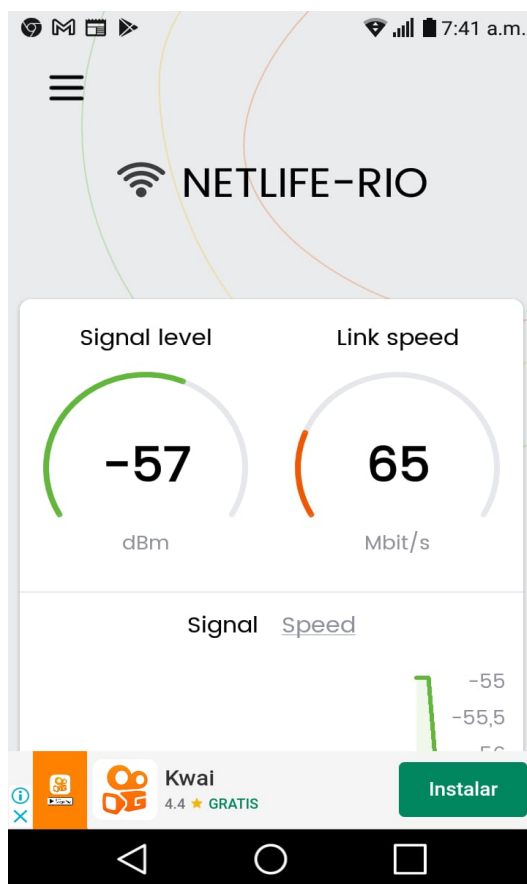 7:41 a.m.
NETLIFE-RIO
Signal level
Link speed
-57
65
dBm
Mbit/s
Signal Speed
-55
-55,5
Kwai
4.4 ★ GRATIS
Instalar